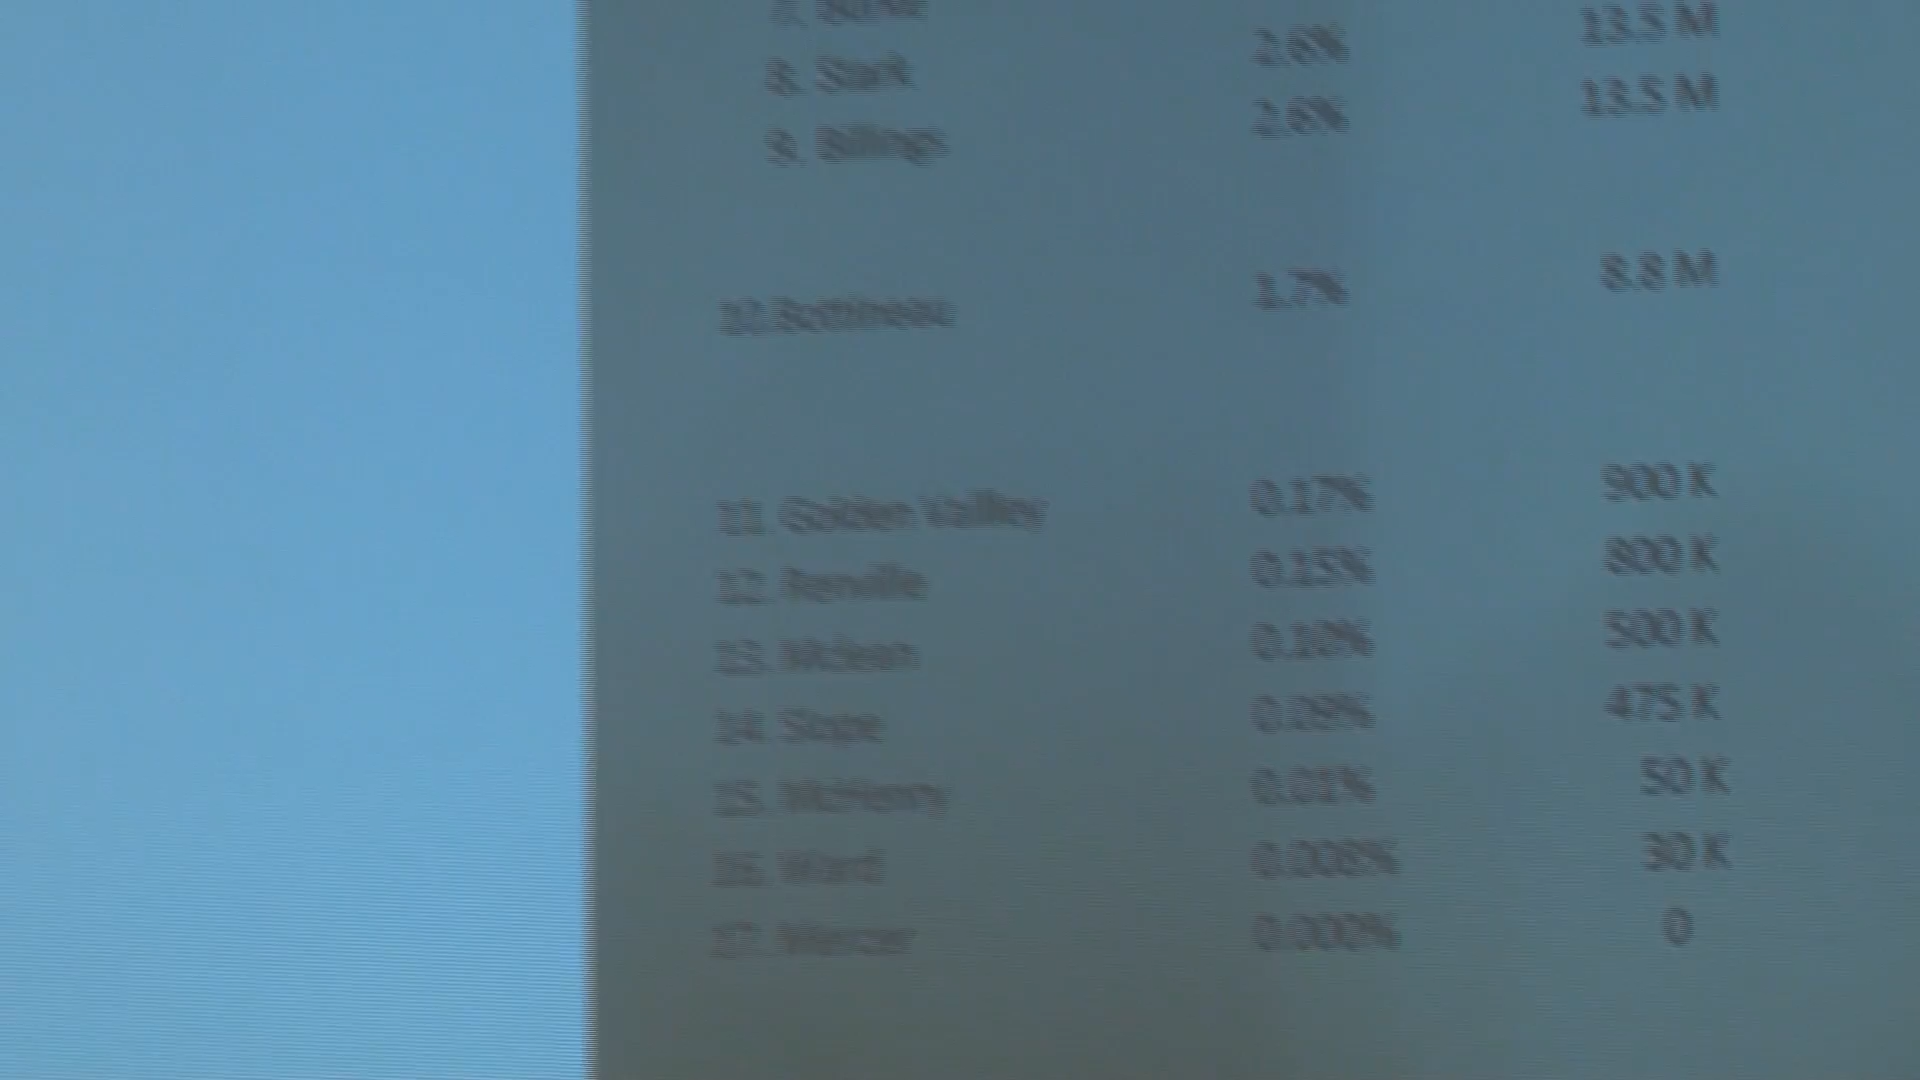 8. Stark 2.6% 13.5 M
9. Billings 2.6% 13.5 M
10. Bottineau 1.7% 8.8 M
11. Golden Valley 0.17% 900 K
12. Renville 0.15% 800 K
13. Mclean 0.10% 500 K
14. Slope 0.09% 475 K
15. McHenry 0.01% 50 K
16. Ward 0.008% 30 K
17. Mercer 0.000% 0